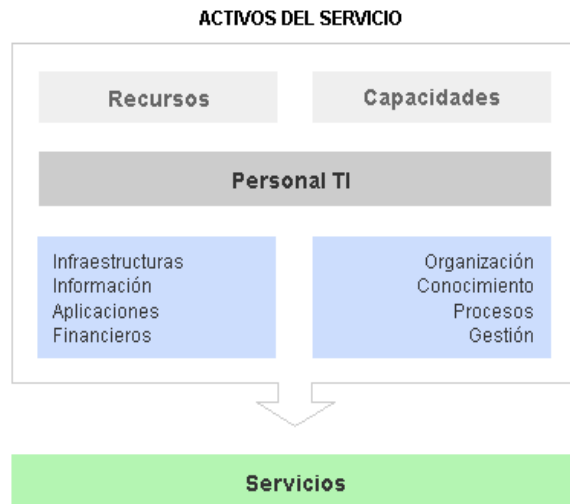 ACTIVOS DEL SERVICIO
Recursos
Capacidades
Personal TI
Infraestructuras
Información
Aplicaciones
Financieros
Organización
Conocimiento
Procesos
Gestión
Servicios